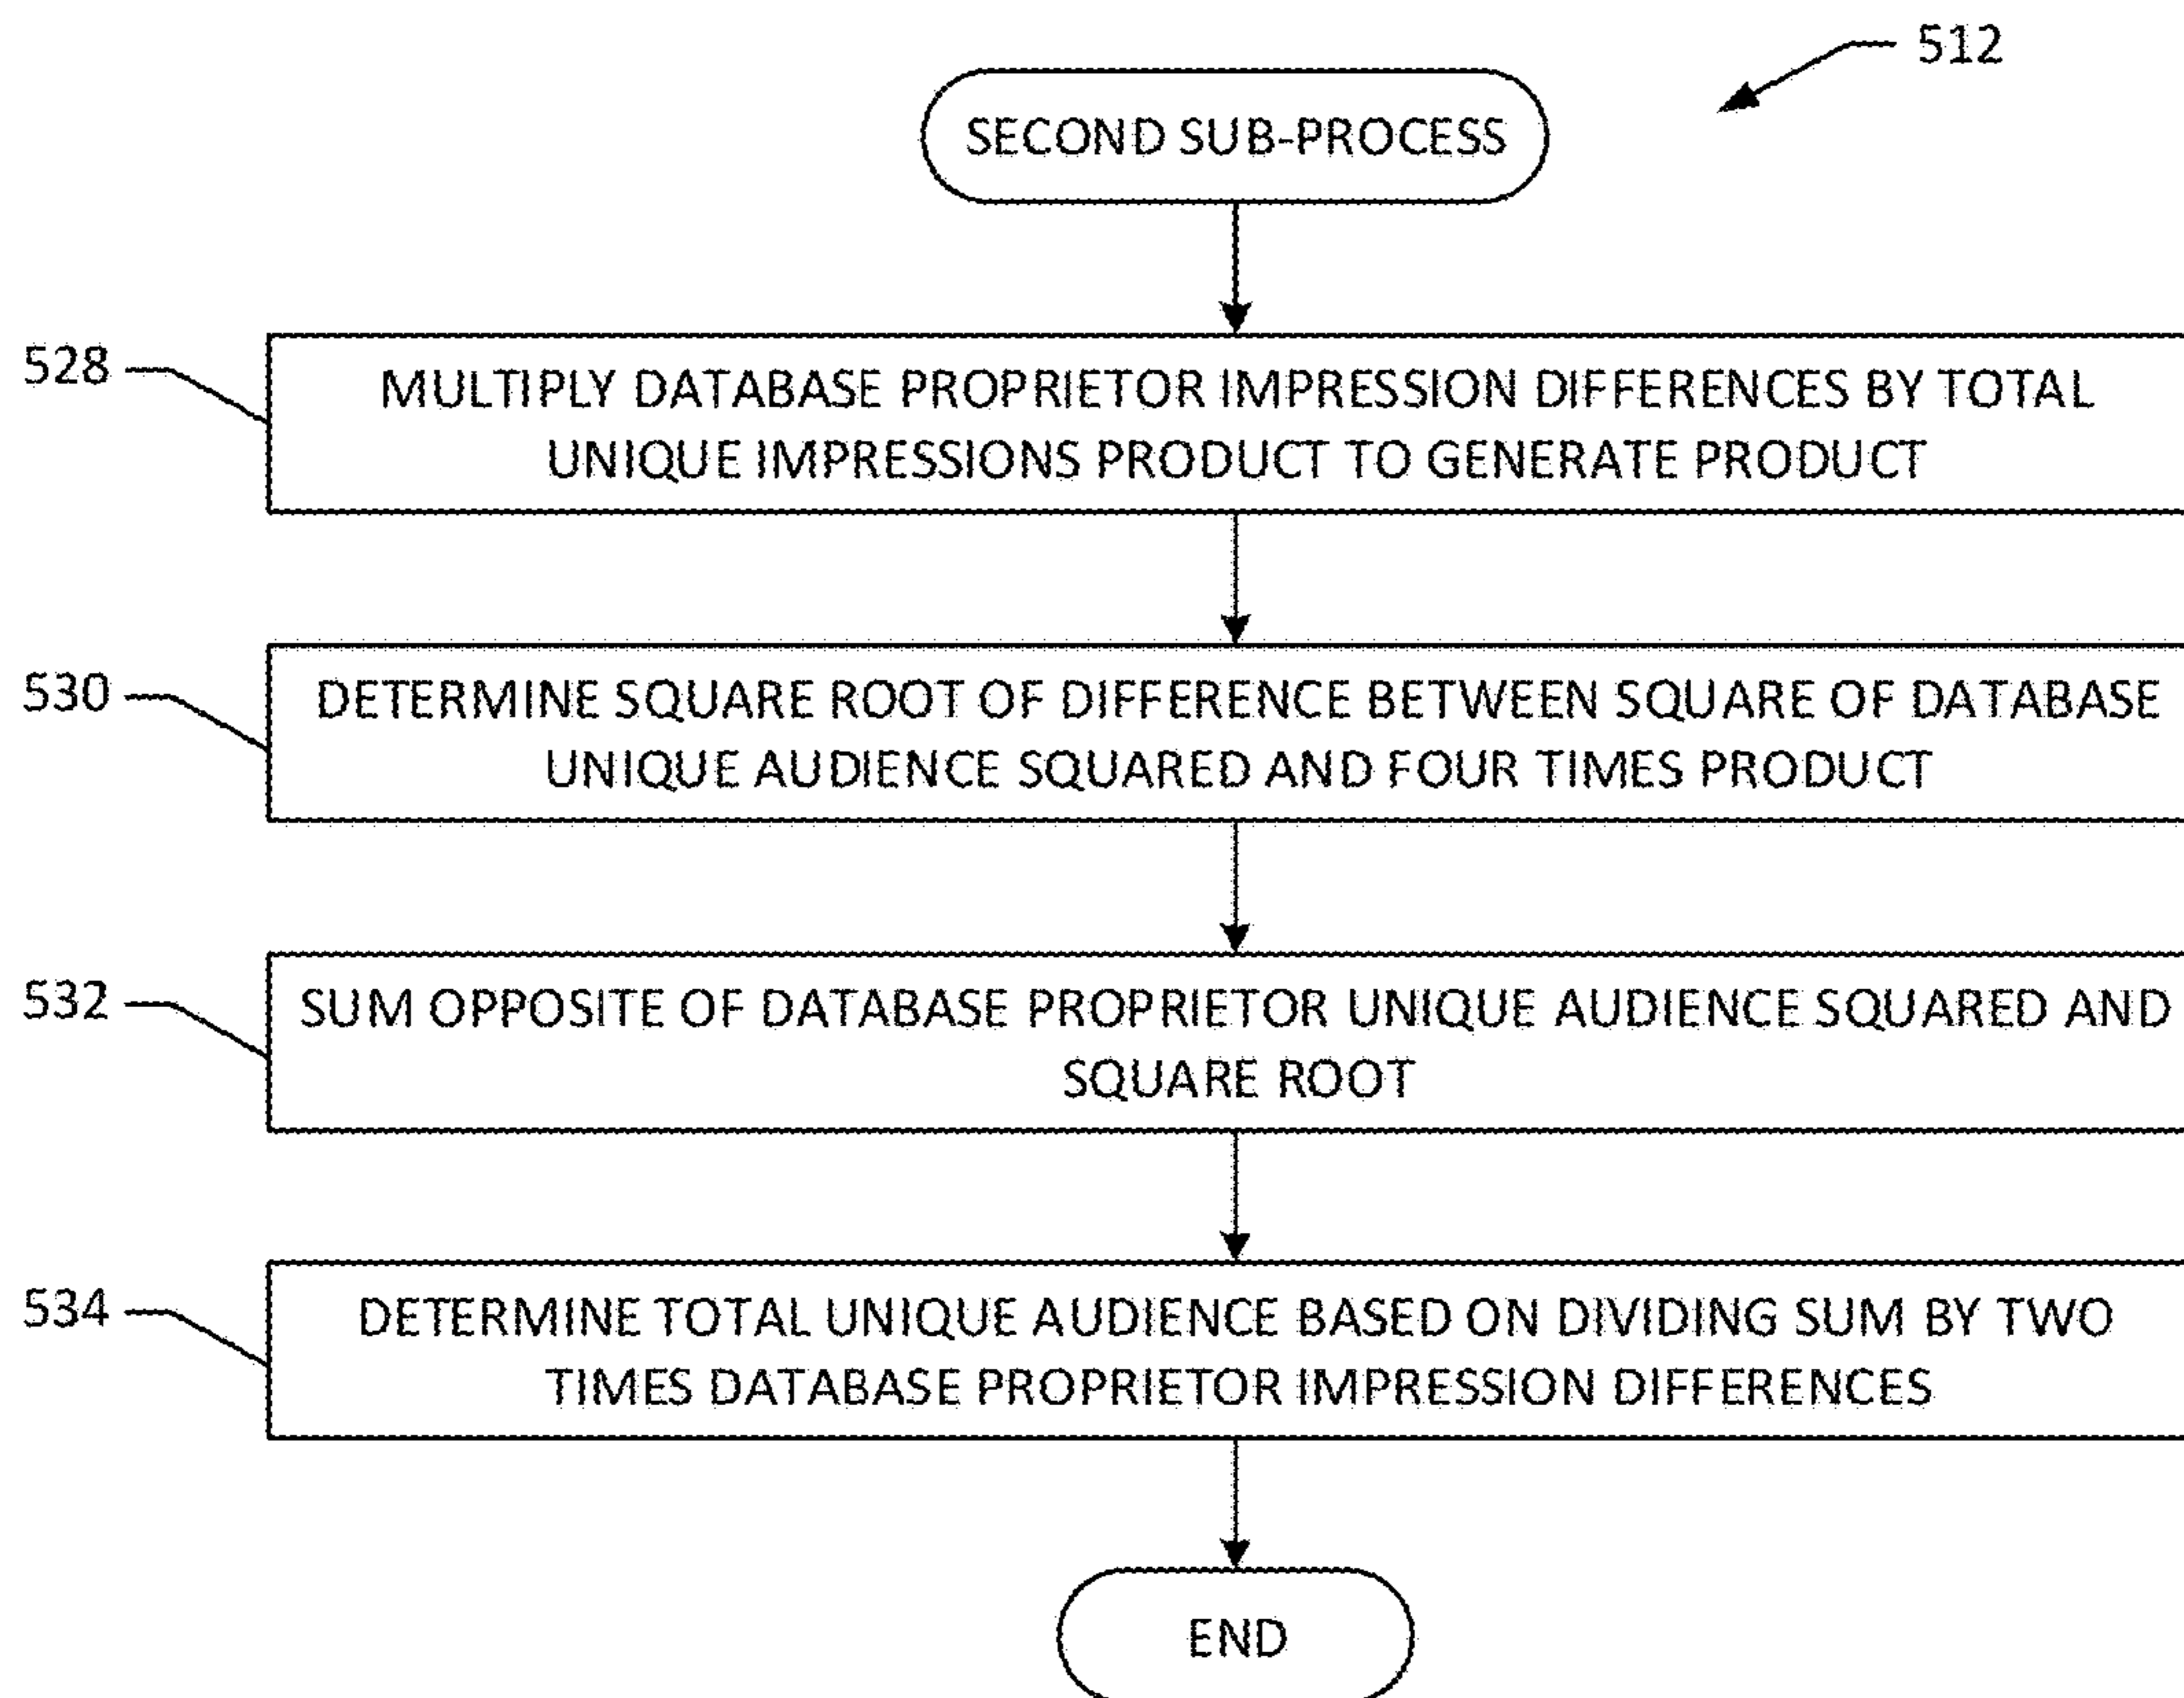 512
SECOND SUB-PROCESS
528
MULTIPLY DATABASE PROPRIETOR IMPRESSION DIFFERENCES BY TOTAL
UNIQUE IMPRESSIONS PRODUCT TO GENERATE PRODUCT
530
DETERMINE SQUARE ROOT OF DIFFERENCE BETWEEN SQUARE OF DATABASE
UNIQUE AUDIENCE SQUARED AND FOUR TIMES PRODUCT
532
SUM OPPOSITE OF DATABASE PROPRIETOR UNIQUE AUDIENCE SQUARED AND
SQUARE ROOT
534
DETERMINE TOTAL UNIQUE AUDIENCE BASED ON DIVIDING SUM BY TWO
TIMES DATABASE PROPRIETOR IMPRESSION DIFFERENCES
END